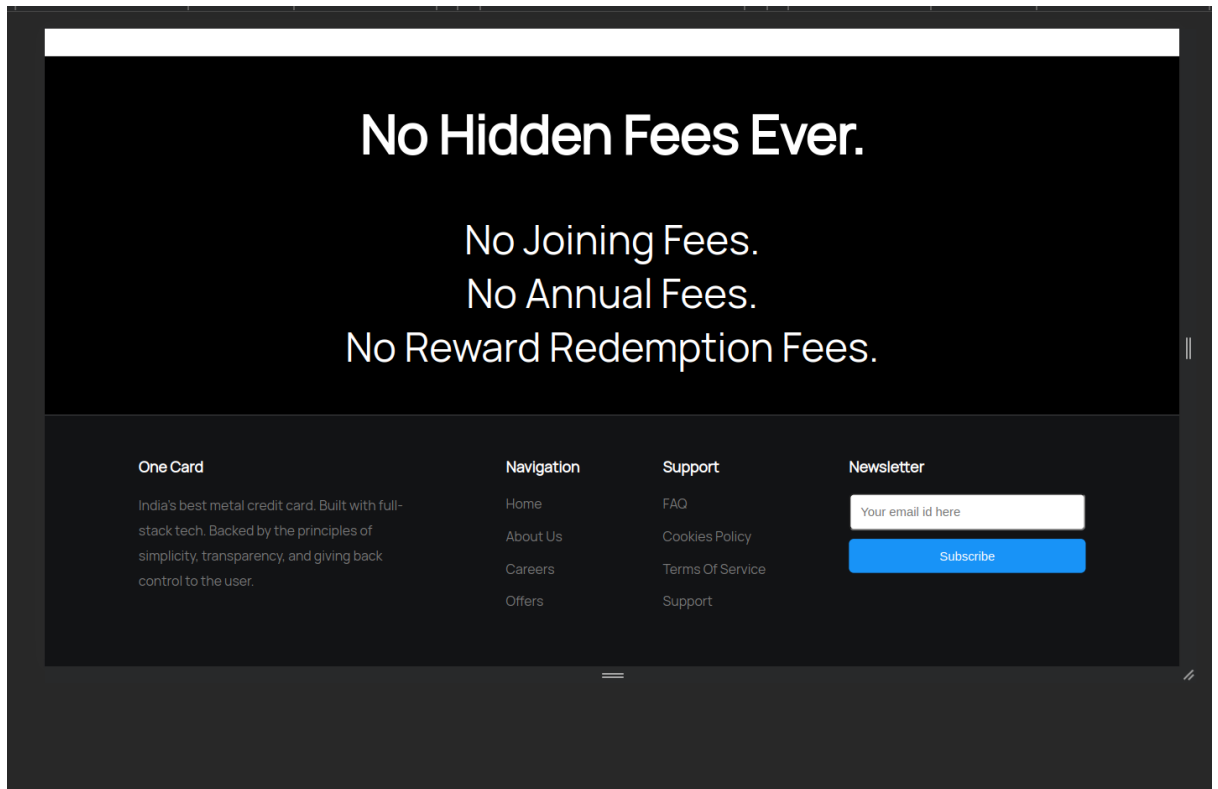 No Hidden Fees Ever.
No Joining Fees.
No Annual Fees.
No Reward Redemption Fees.
One Card
India's best metal credit card. Built with full-
stack tech. Backed by the principles of
simplicity, transparency, and giving back
control to the user.
Navigation
Home
About Us
Careers
Offers
Support
FAQ
Cookies Policy
Terms Of Service
Support
Newsletter
Your email id here
Subscribe